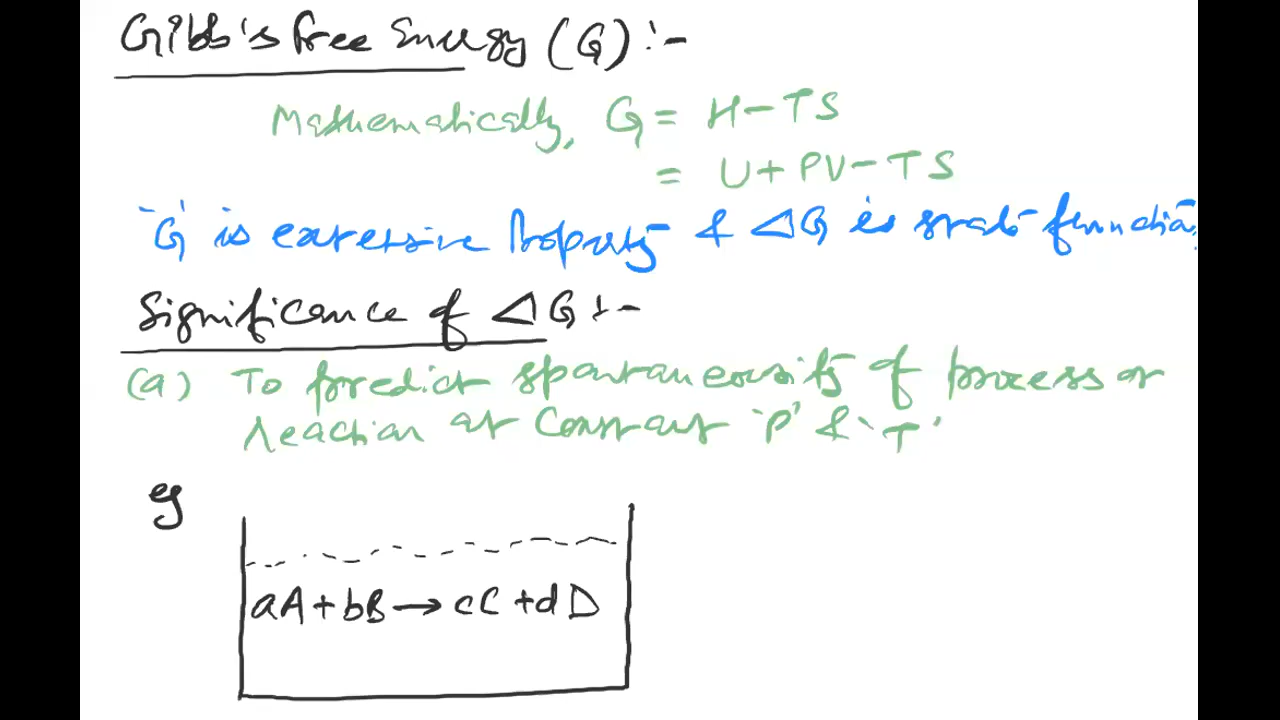 Gibb's free Energy (G) :-
Mathematically, G = H - TS
= U + PV - TS
'G' is extensive Property & ΔG is state function
Significance of ΔG :-
(a) To predict spontaneousity of process or
reaction at constant 'P' & 'T'
eg
aA + bB → cC + dD